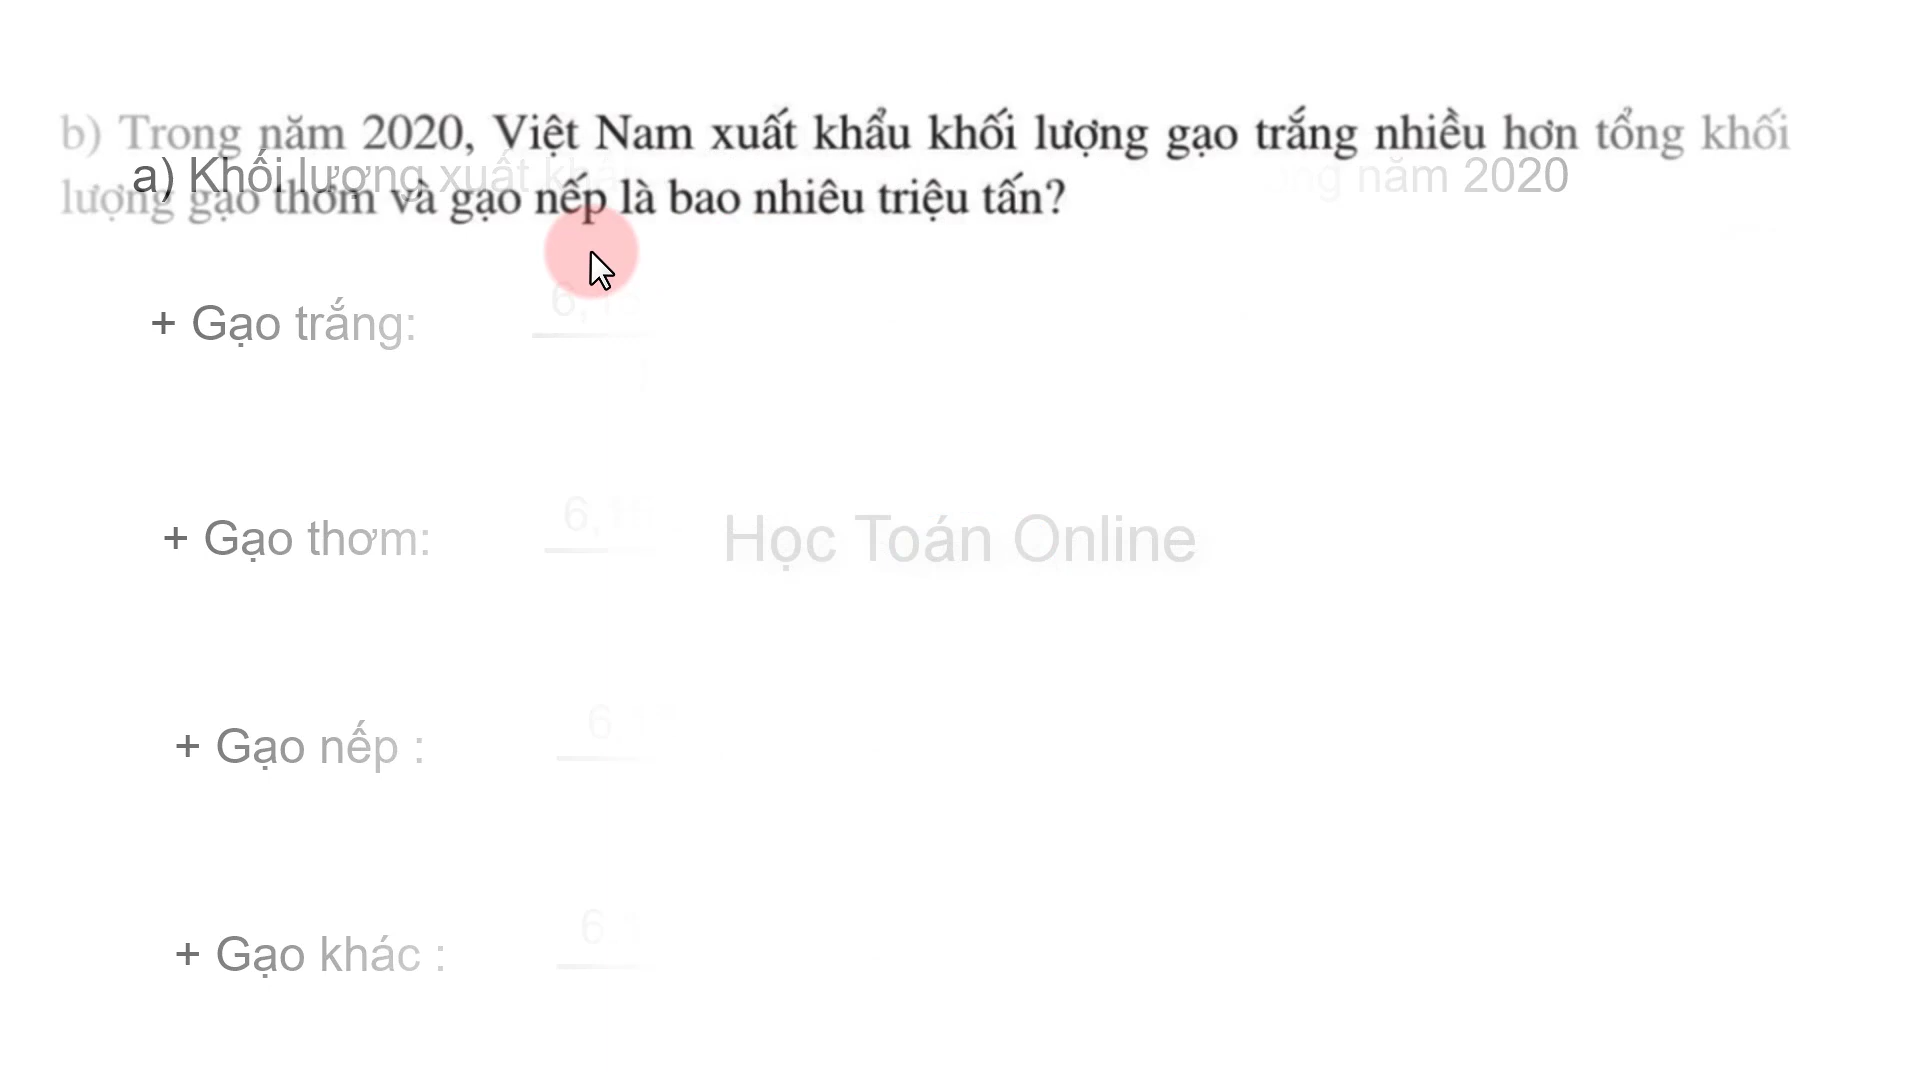 b) Trong năm 2020, Việt Nam xuất khẩu khối lượng gạo trắng nhiều hơn tổng khối
lượng gạo thơm và gạo nếp là bao nhiêu triệu tấn?
a) Khối lượng xuất năm 2020
+ Gạo trắng:
+ Gạo thơm:
Học Toán Online
+ Gạo nếp :
+ Gạo khác :